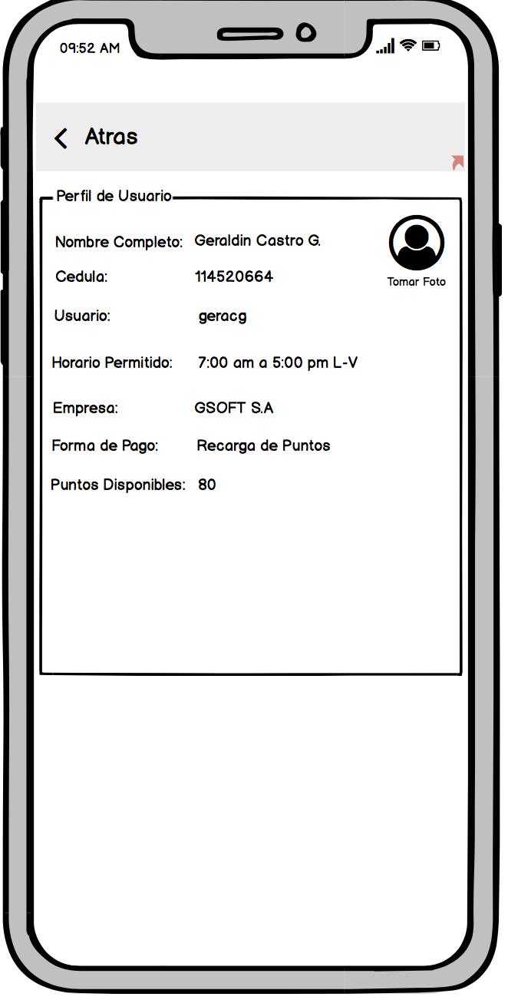 09:52 AM
Atras
Perfil de Usuario
Nombre Completo: Geraldin Castro G.
Tomar Foto
Cedula: 114520664
Usuario: geracg
Horario Permitido: 7:00 am a 5:00 pm L-V
Empresa: GSOFT S.A
Forma de Pago: Recarga de Puntos
Puntos Disponibles: 80